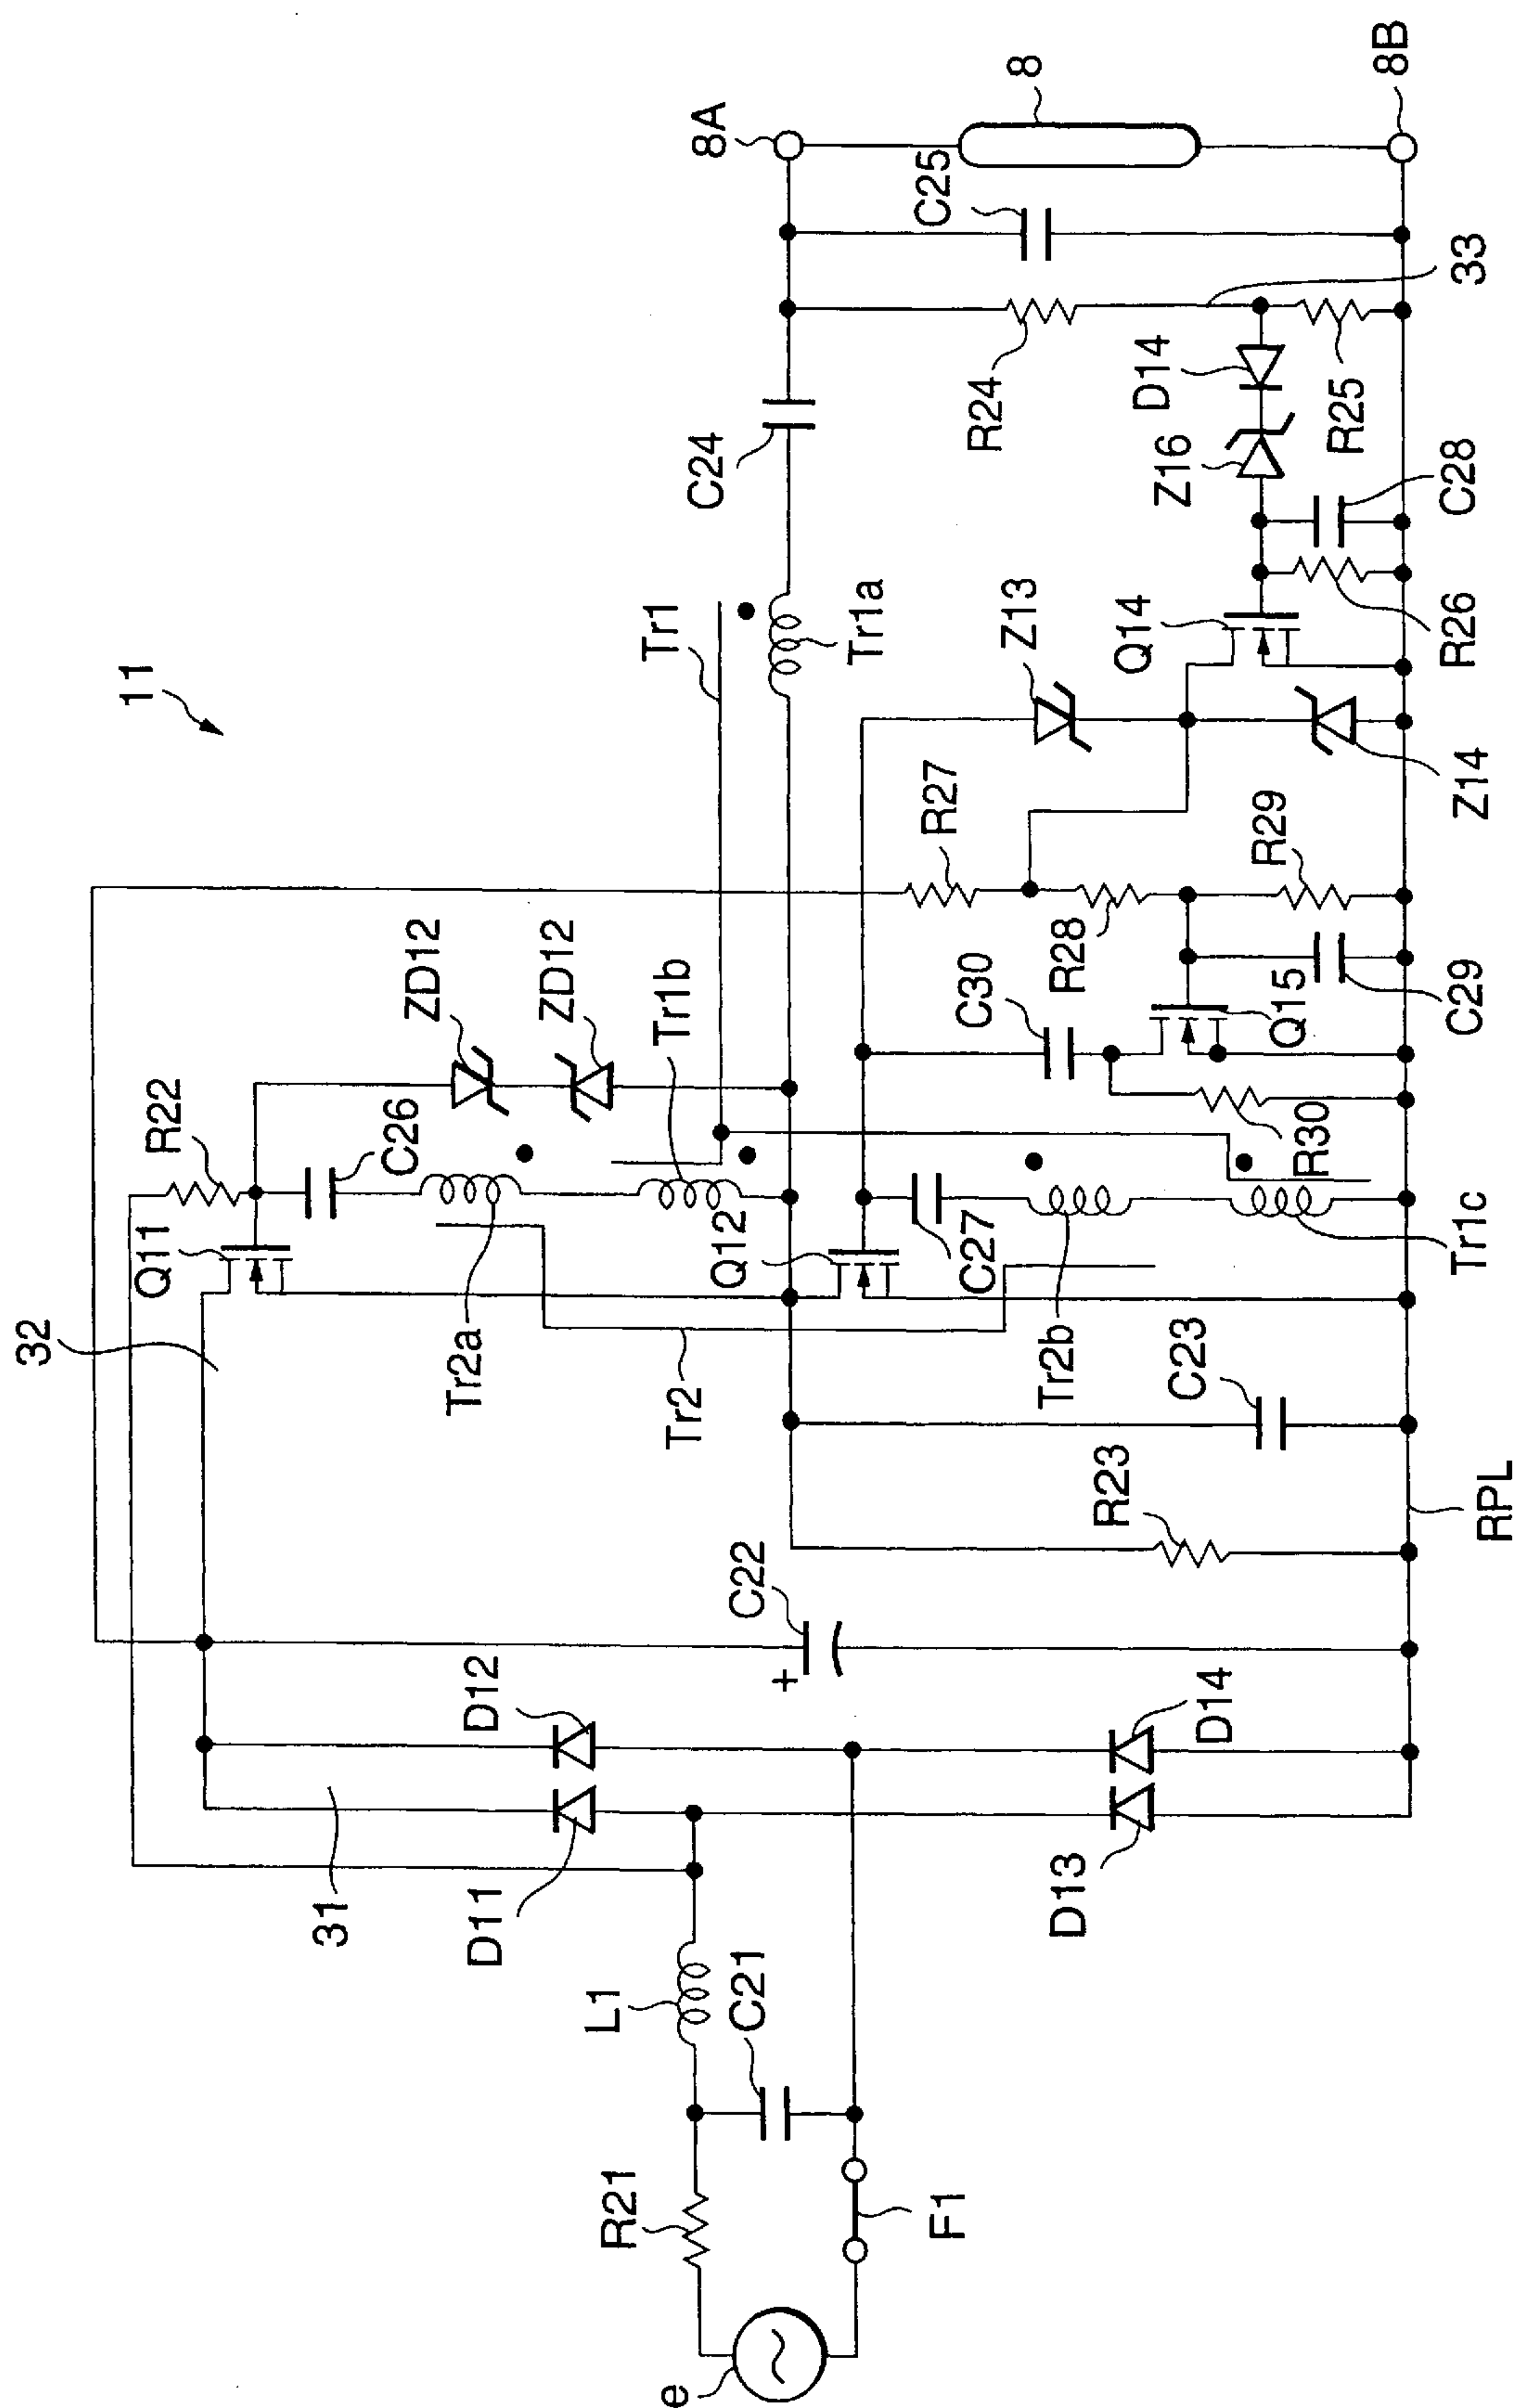 32
11
Q11
R22
31
C26
ZD12
Tr2a
D11
D12
ZD12
R21
L1
Tr1
e
Tr2
Tr1b
C24
8A
Q12
C21
C22
+
Tr1a
F1
R27
C25
C27
C30
R24
Z13
8
D13
Tr2b
R28
R23
Q14
D14
Z16
C23
D14
R29
Q15
R30
R25
8B
R26
C28
Tr1c
C29
Z14
33
RPL